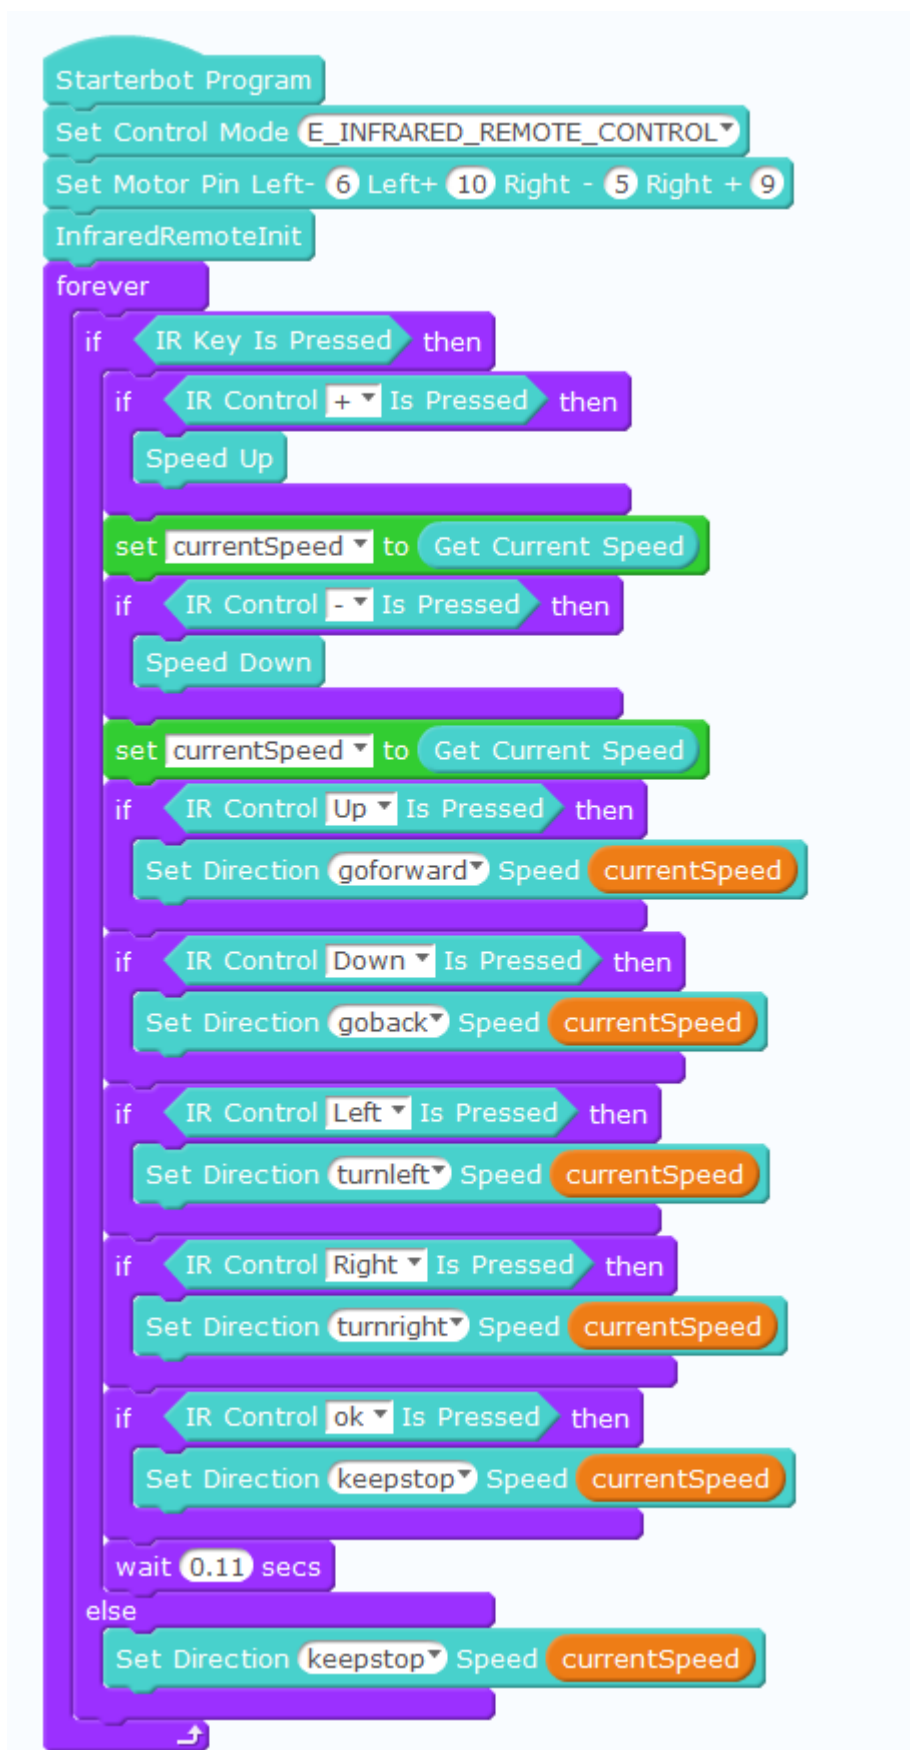 Starterbot Program
Set Control Mode E_INFRARED_REMOTE_CONTROL
Set Motor Pin Left- 6 Left+ 10 Right - 5 Right + 9
InfraredRemoteInit
forever
if IR Key Is Pressed then
if IR Control + Is Pressed then
Speed Up
set currentSpeed to Get Current Speed
if IR Control - Is Pressed then
Speed Down
set currentSpeed to Get Current Speed
if IR Control Up Is Pressed then
Set Direction goforward Speed currentSpeed
if IR Control Down Is Pressed then
Set Direction goback Speed currentSpeed
if IR Control Left Is Pressed then
Set Direction turnleft Speed currentSpeed
if IR Control Right Is Pressed then
Set Direction turnright Speed currentSpeed
if IR Control ok Is Pressed then
Set Direction keepstop Speed currentSpeed
wait 0.11 secs
else
Set Direction keepstop Speed currentSpeed